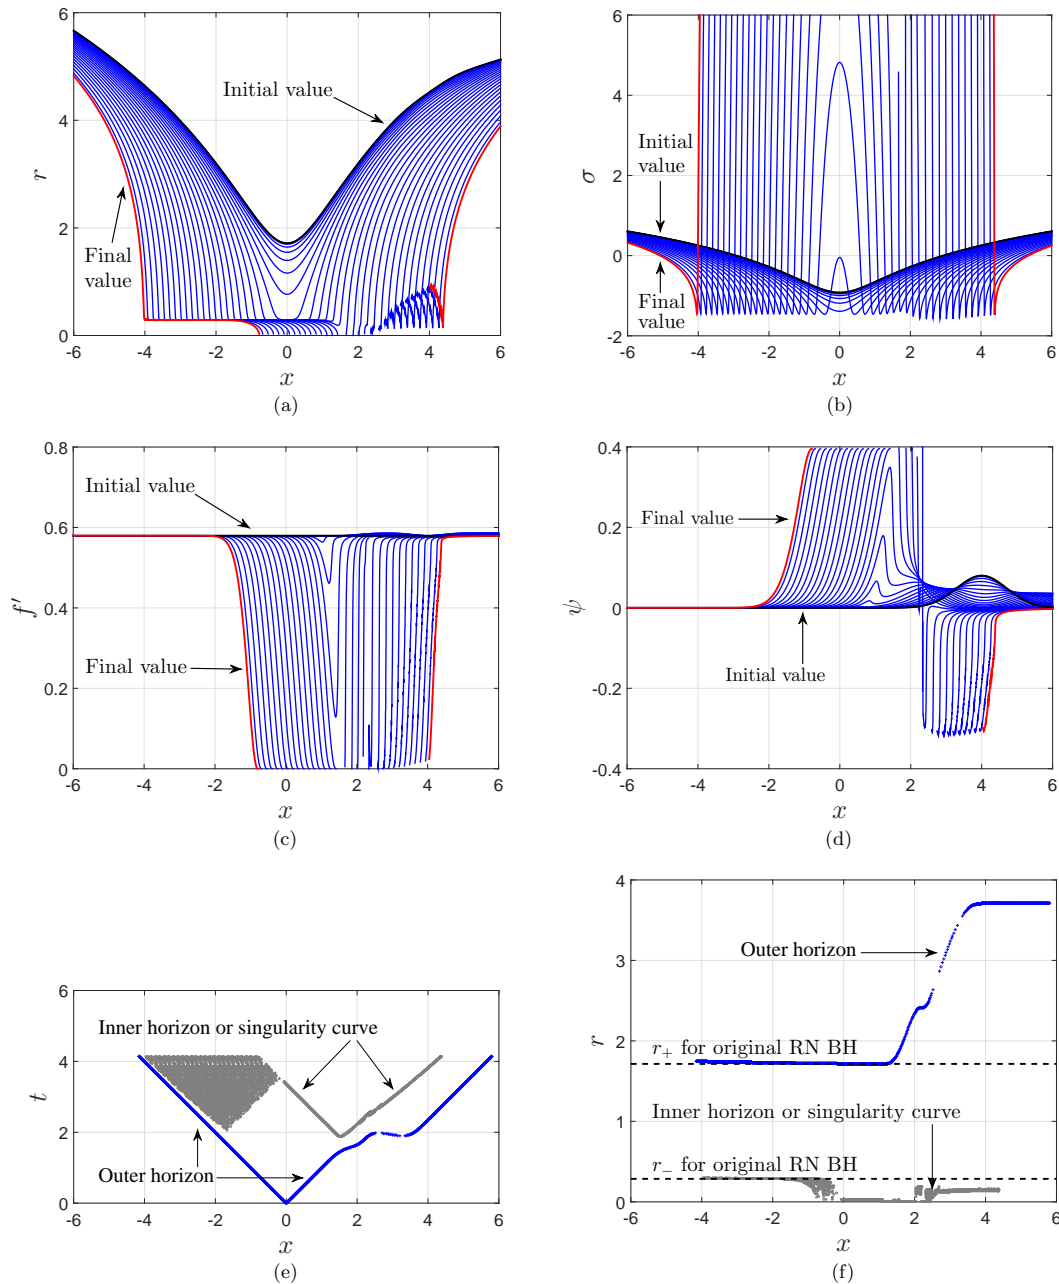 6
4
2
0
r
Initial value
Final
value
-6 -4 -2 0 2 4 6
x
(a)
6
4
2
0
-2
σ
Initial
value
Final
value
-6 -4 -2 0 2 4 6
x
(b)
0.8
0.6
0.4
0.2
0
f′
Initial value
Final value
-6 -4 -2 0 2 4 6
x
(c)
0.4
0.2
0
-0.2
-0.4
ψ
Final value
Initial value
-6 -4 -2 0 2 4 6
x
(d)
6
4
2
0
t
Inner horizon or singularity curve
Outer horizon
-6 -4 -2 0 2 4 6
x
(e)
4
3
2
1
0
r
Outer horizon
r₊ for original RN BH
Inner horizon or singularity curve
r₋ for original RN BH
-6 -4 -2 0 2 4 6
x
(f)